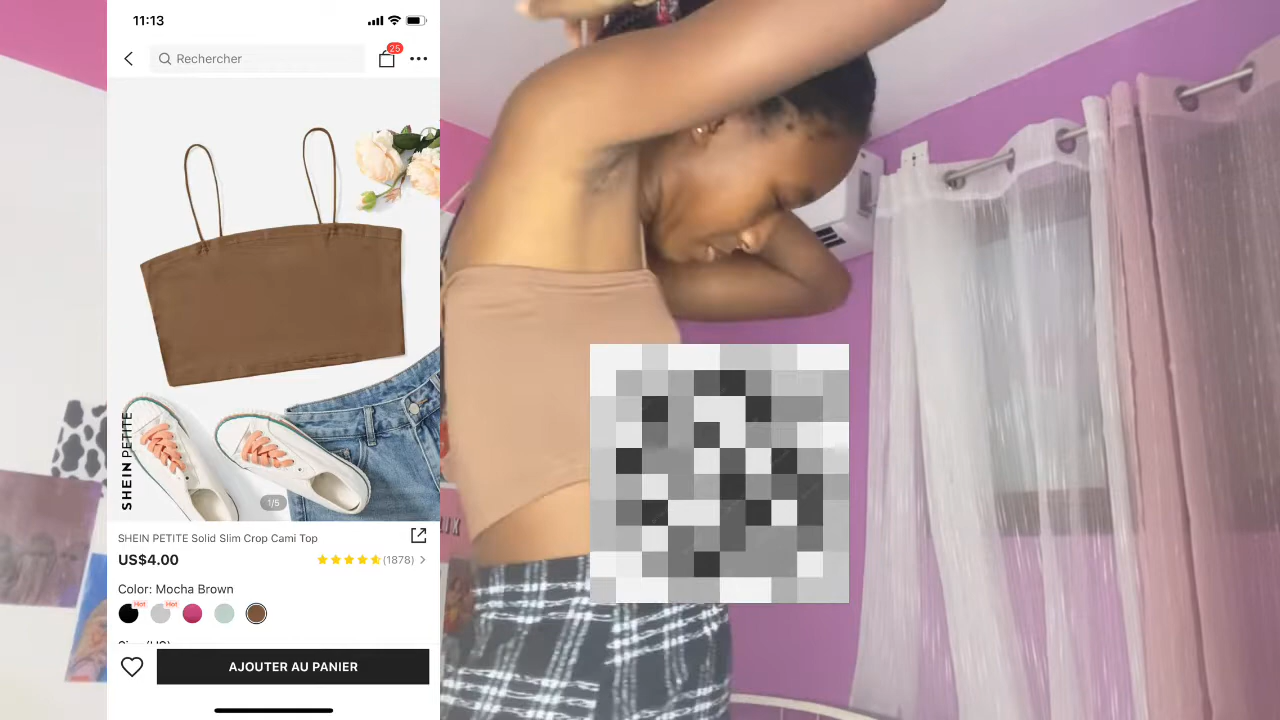 11:13
Rechercher
25
SHEIN PETITE
1/5
SHEIN PETITE Solid Slim Crop Cami Top
US$4.00
(1878)
Color: Mocha Brown
Hot
Hot
AJOUTER AU PANIER